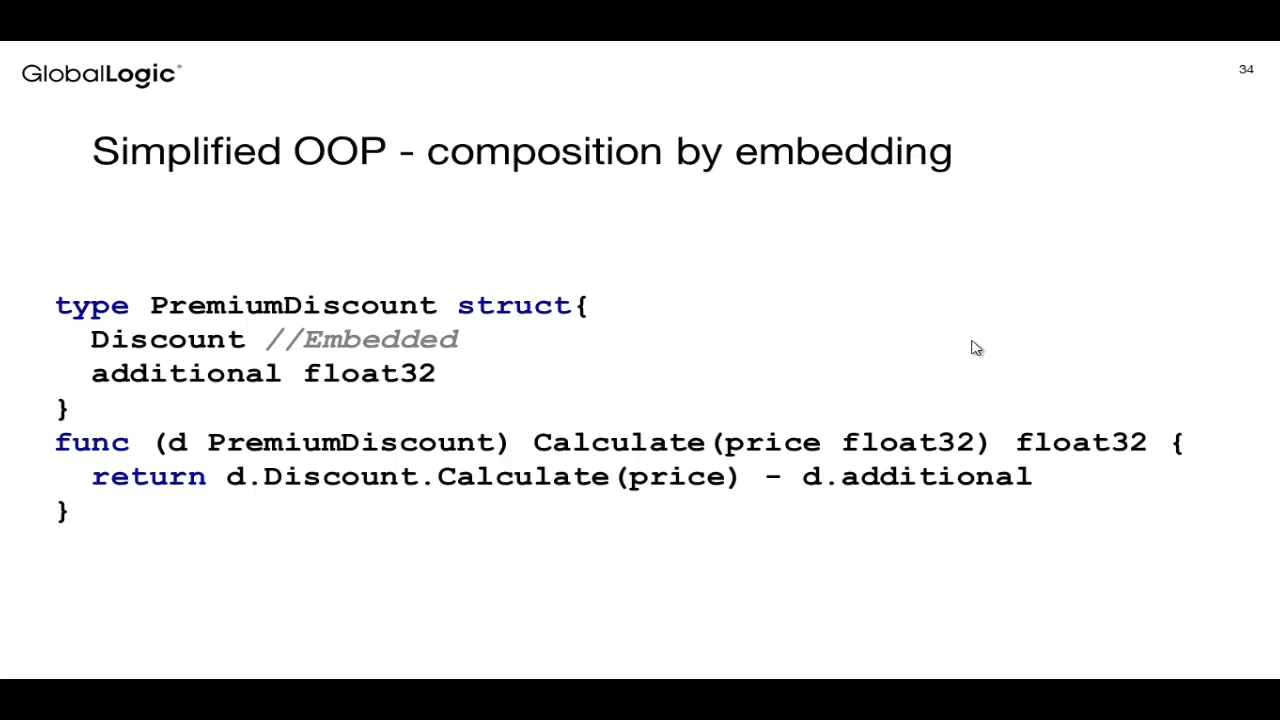 GlobalLogic
34
Simplified OOP - composition by embedding
type PremiumDiscount struct{
  Discount //Embedded
  additional float32
}
func (d PremiumDiscount) Calculate(price float32) float32 {
  return d.Discount.Calculate(price) - d.additional
}